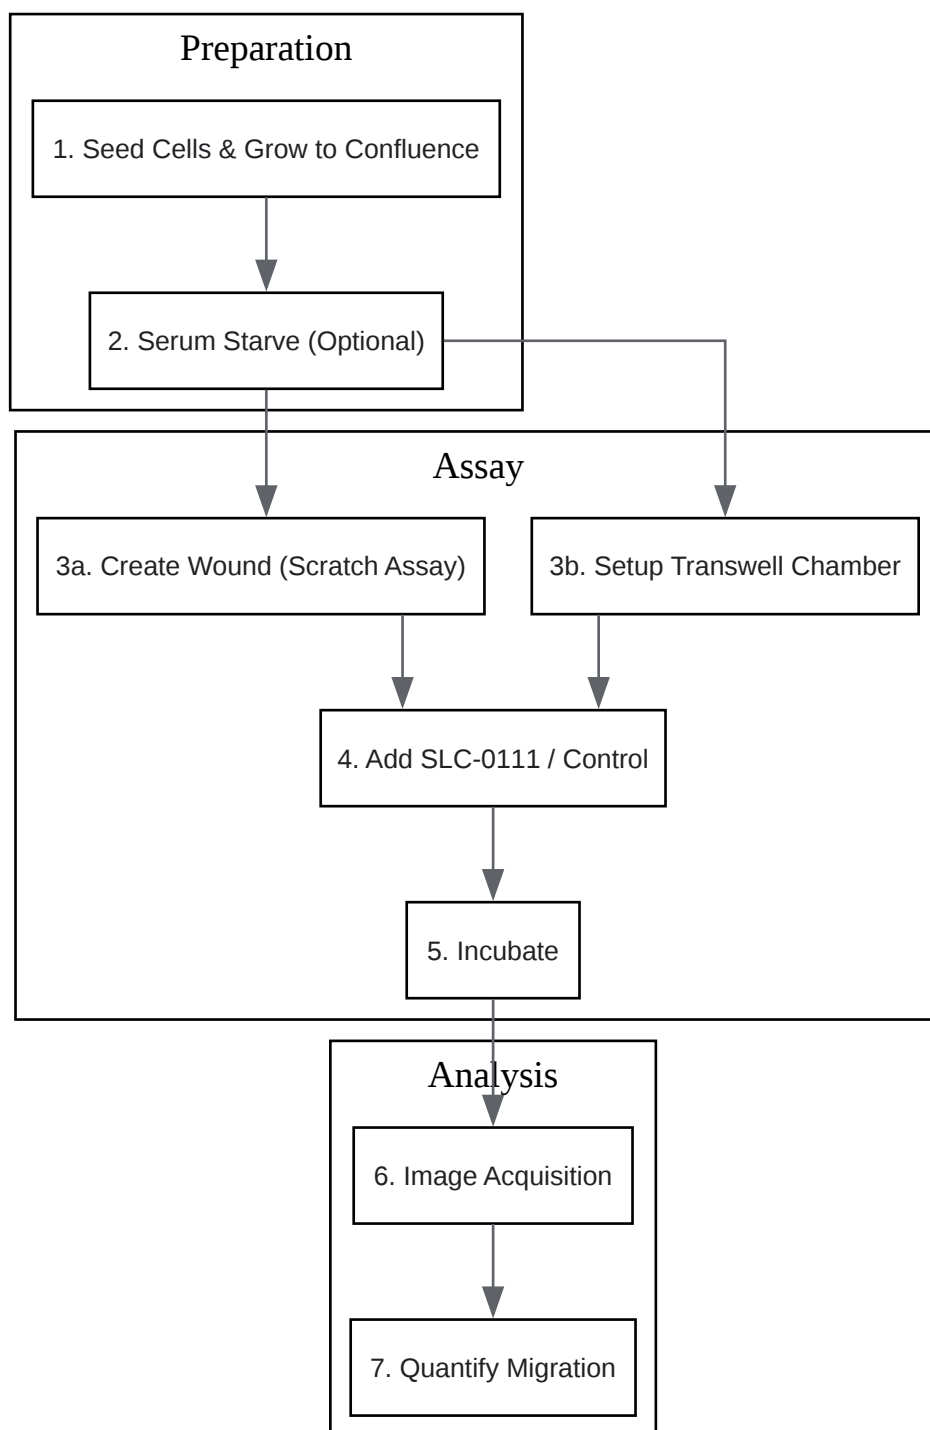 Preparation
1. Seed Cells & Grow to Confluence
2. Serum Starve (Optional)
Assay
3a. Create Wound (Scratch Assay)
3b. Setup Transwell Chamber
4. Add SLC-0111 / Control
5. Incubate
Analysis
6. Image Acquisition
7. Quantify Migration